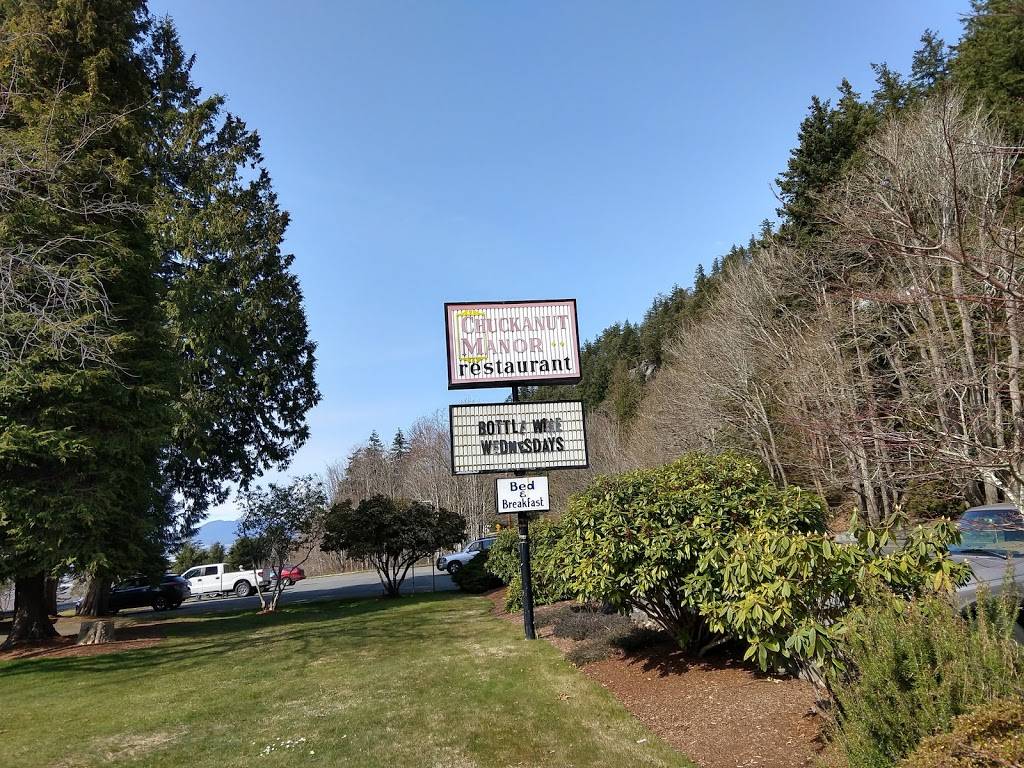 CHUCKANUT
MANOR
restaurant
BOTTLE WINE
WEDNESDAYS
Bed
&
Breakfast